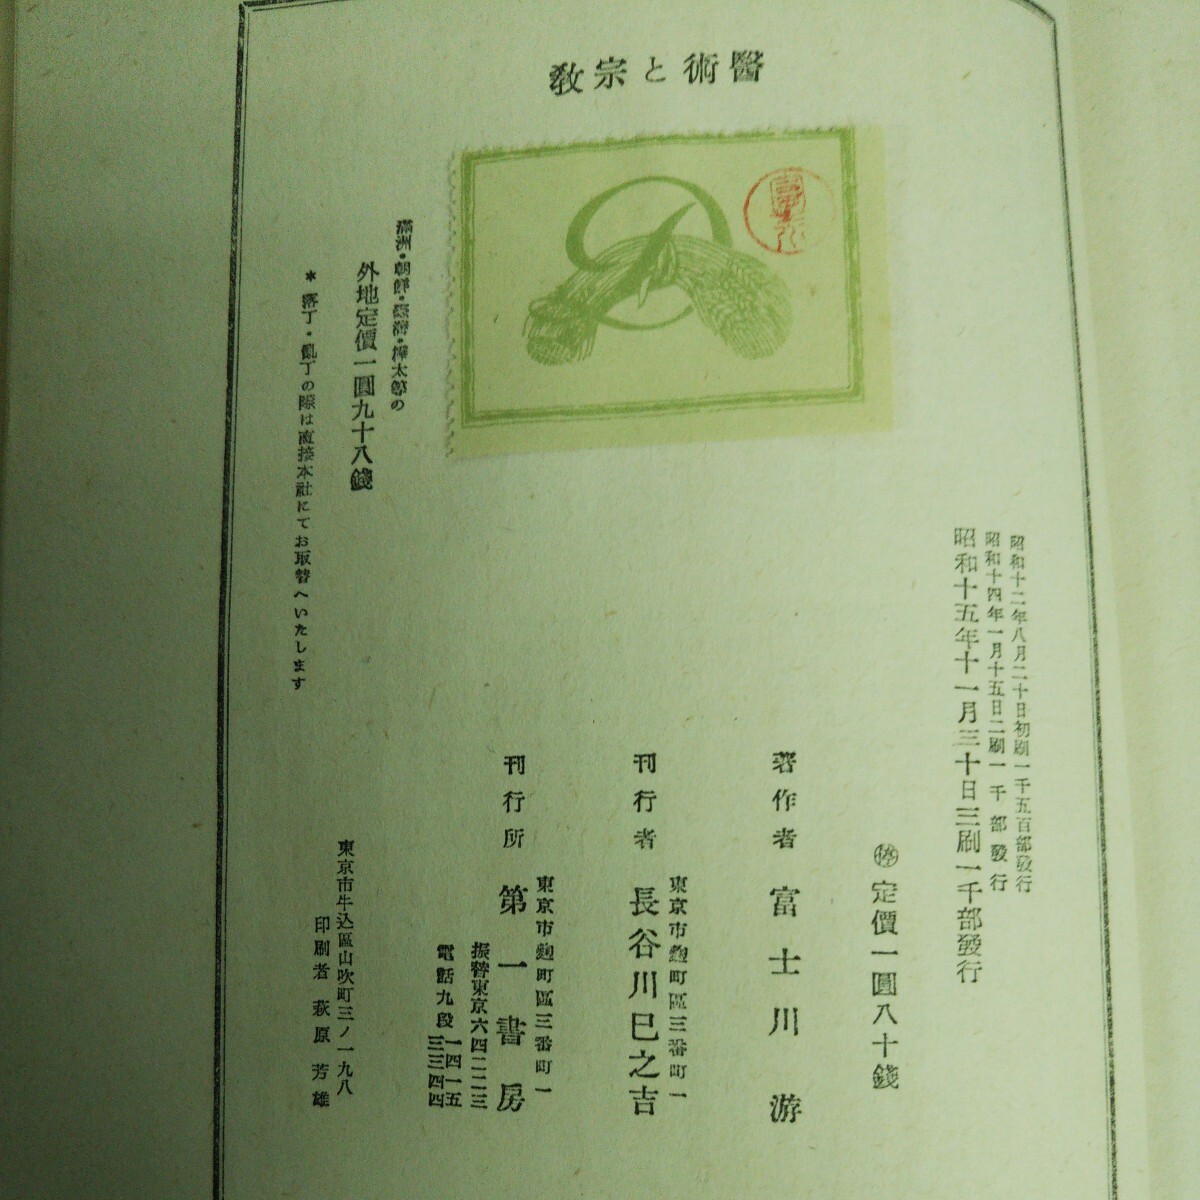 醫術と宗教
昭和十二年八月二十日初刷一千五百部發行
昭和十四年一月十五日二刷一千部發行
昭和十五年十一月三十日三刷一千部發行
㊡定價一圓八十錢
著作者 富士川游
東京市麴町區三番町一
刊行者 長谷川巳之吉
東京市麴町區三番町一
刊行所 第一書房
振替東京六四二二三
電話九段 一四一五
三三四四
滿洲・朝鮮・臺灣・樺太等の
外地定價一圓九十八錢
* 落丁・亂丁の際は直接本社にてお取替へいたします
東京市牛込區山吹町三ノ一九八
印刷者 萩原芳雄